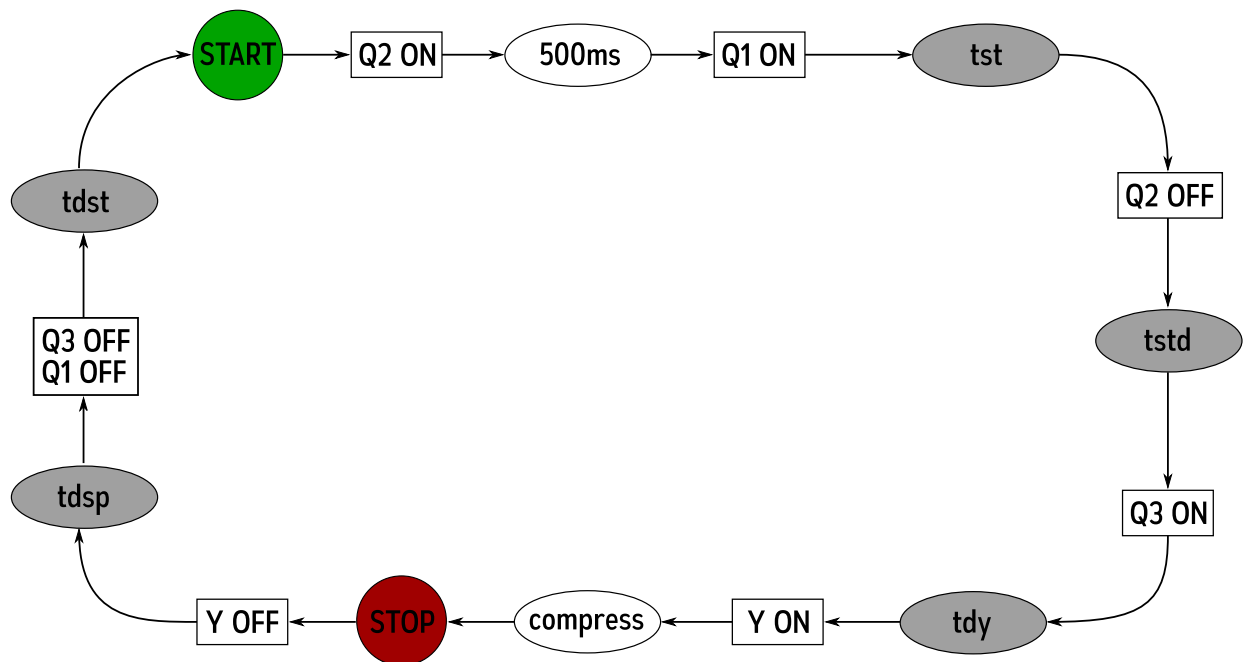 START
Q2 ON
500ms
Q1 ON
tst
Q2 OFF
tstd
Q3 ON
tdy
Y ON
compress
STOP
Y OFF
tdsp
Q3 OFF
Q1 OFF
tdst